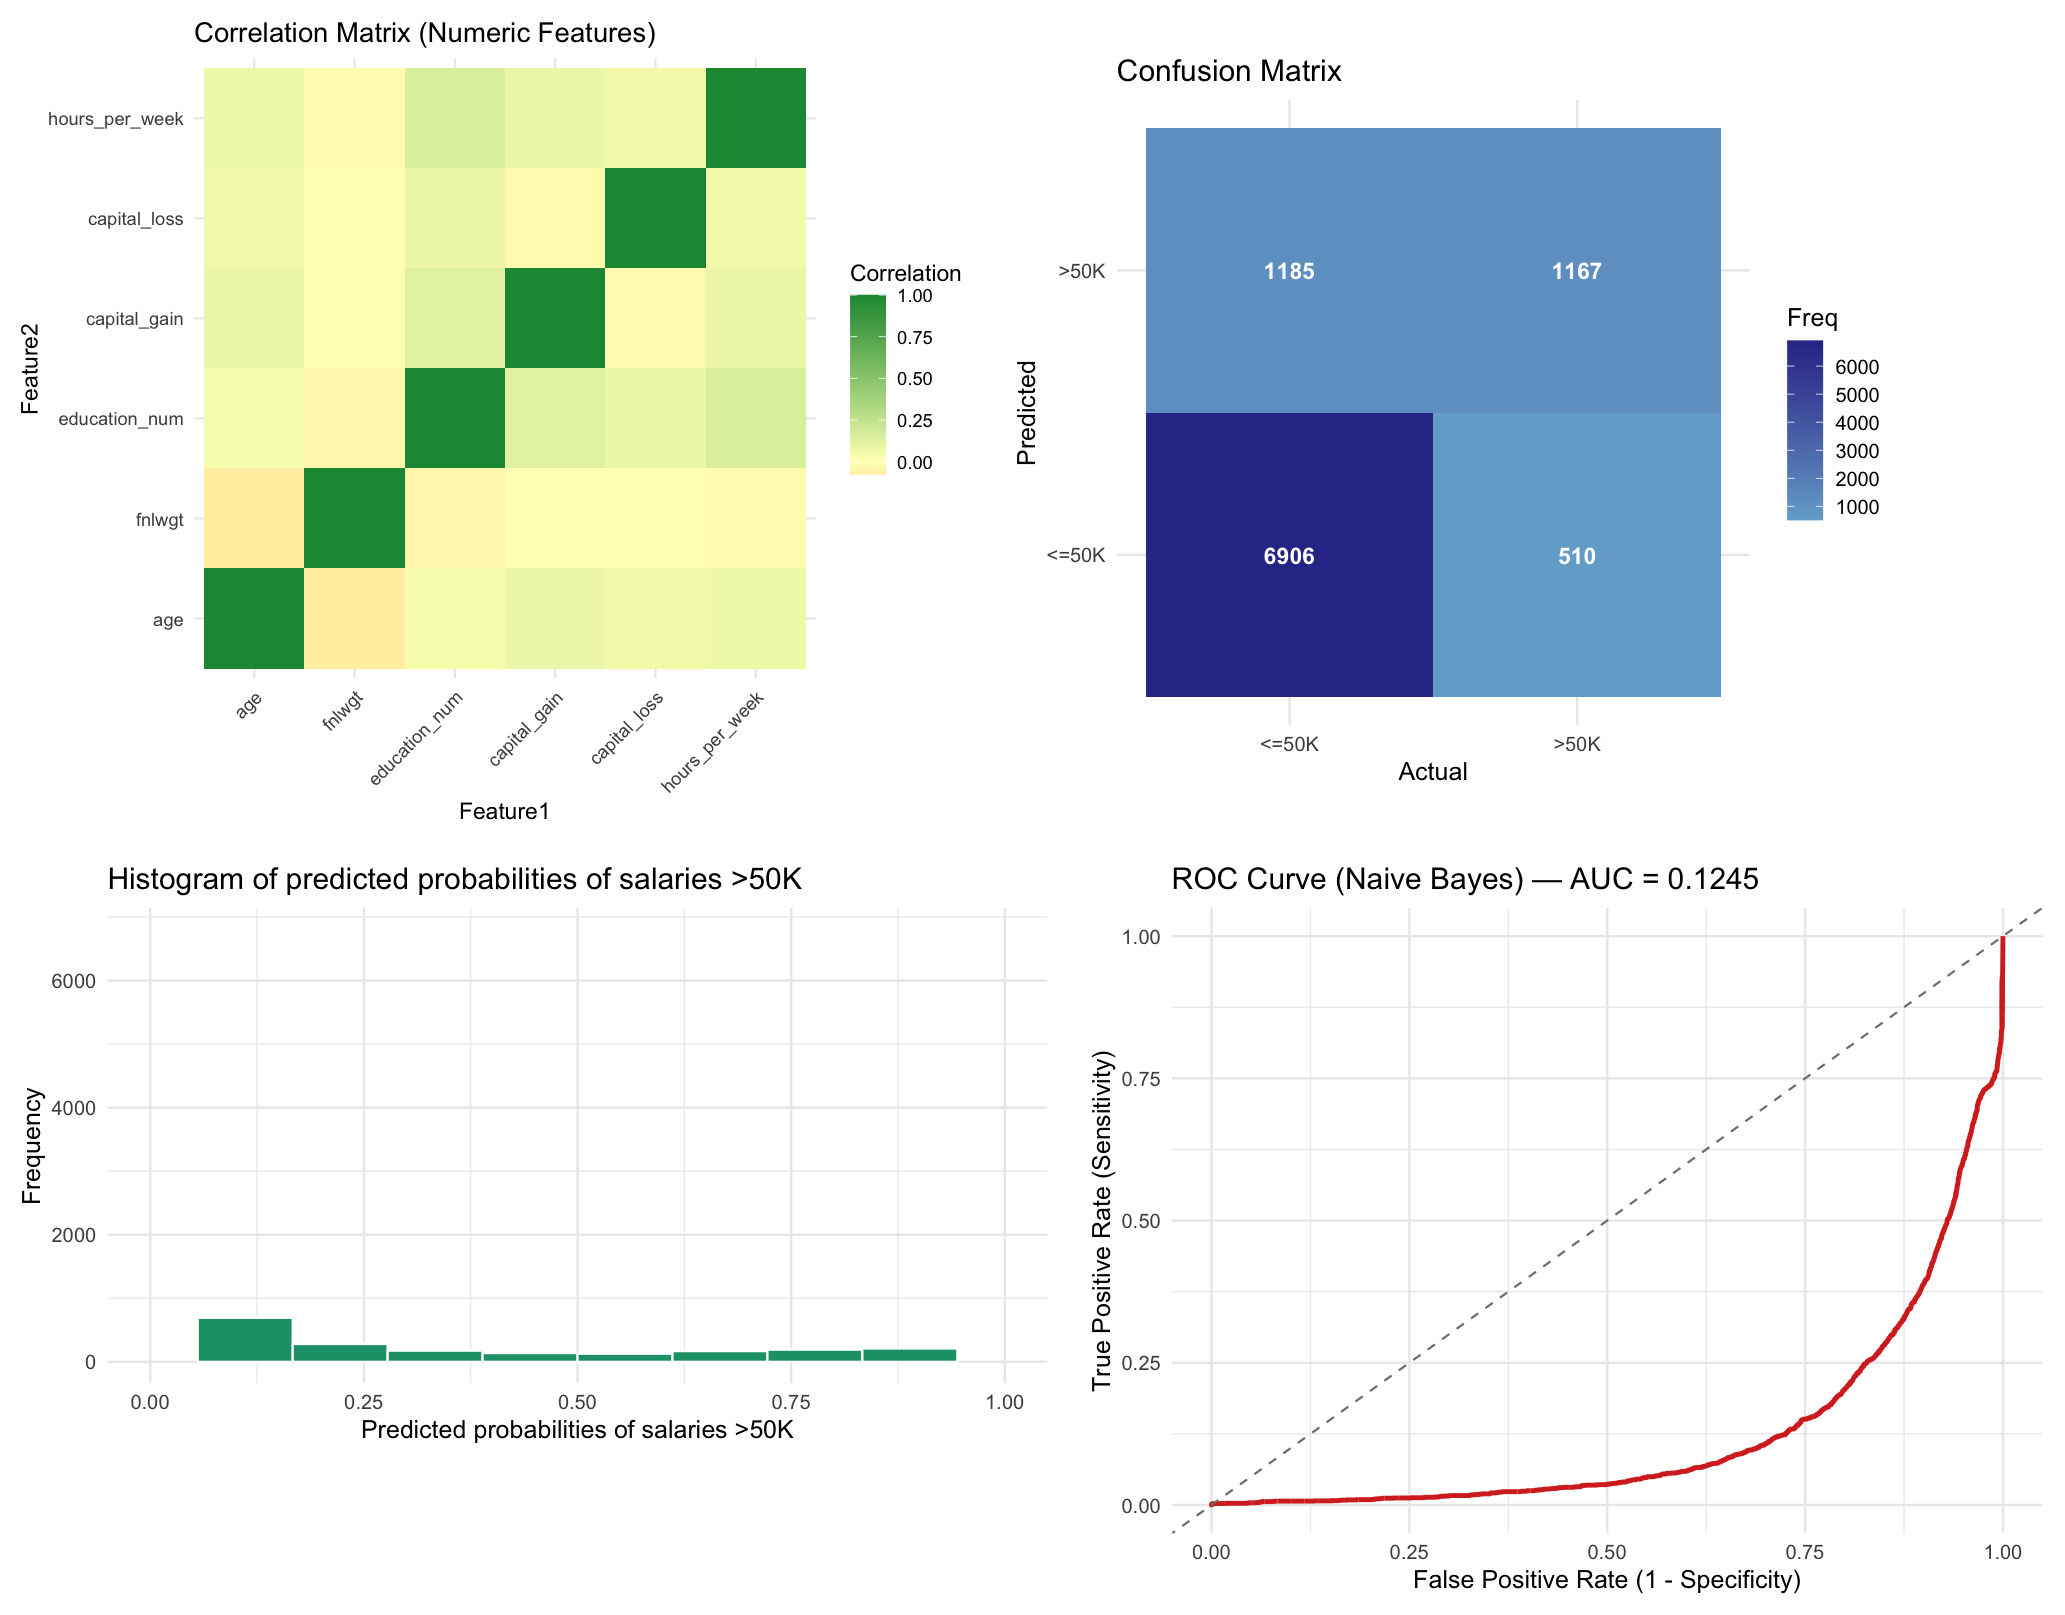 Correlation Matrix (Numeric Features)
hours_per_week
capital_loss
capital_gain
education_num
fnlwgt
age
Feature2
age
fnlwgt
education_num
capital_gain
capital_loss
hours_per_week
Feature1
Correlation
1.00
0.75
0.50
0.25
0.00
Confusion Matrix
>50K
<=50K
Predicted
1185
1167
6906
510
<=50K
>50K
Actual
Freq
6000
5000
4000
3000
2000
1000
Histogram of predicted probabilities of salaries >50K
6000
4000
2000
0
Frequency
0.00
0.25
0.50
0.75
1.00
Predicted probabilities of salaries >50K
ROC Curve (Naive Bayes) — AUC = 0.1245
1.00
0.75
0.50
0.25
0.00
True Positive Rate (Sensitivity)
0.00
0.25
0.50
0.75
1.00
False Positive Rate (1 - Specificity)